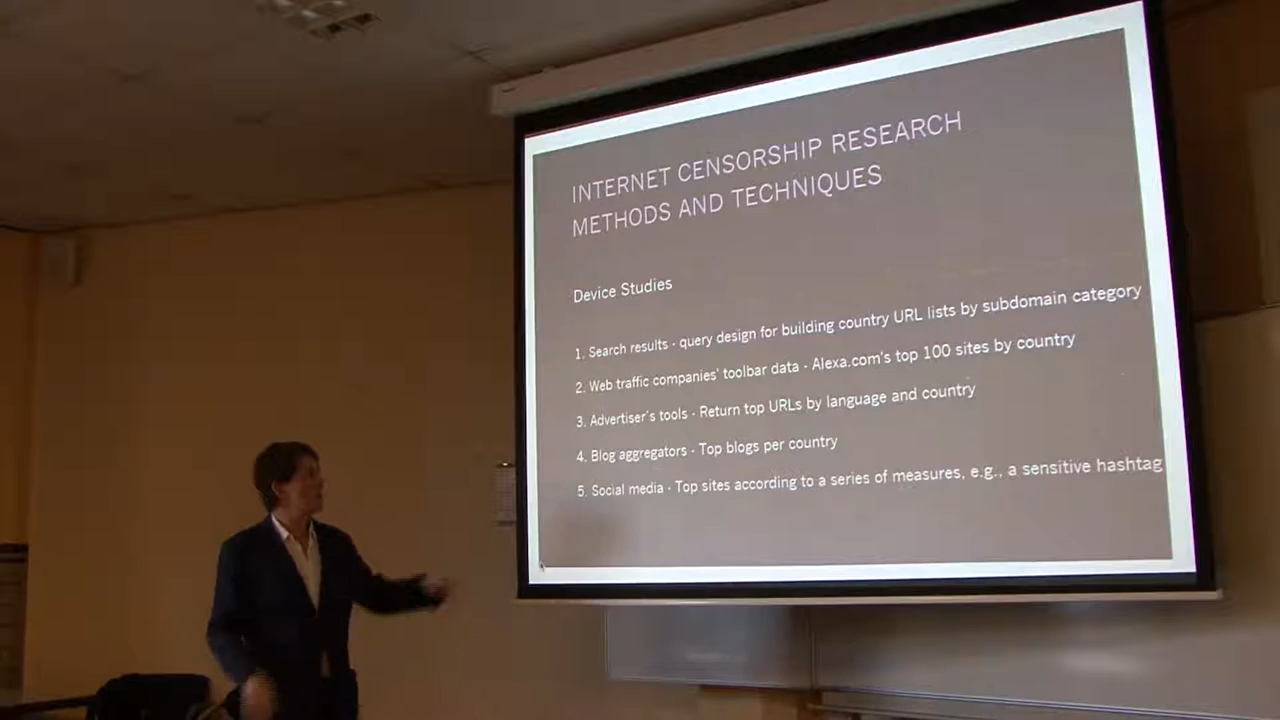 INTERNET CENSORSHIP RESEARCH
METHODS AND TECHNIQUES
Device Studies
1. Search results - query design for building country URL lists by subdomain category
2. Web traffic companies' toolbar data - Alexa.com's top 100 sites by country
3. Advertiser's tools - Return top URLs by language and country
4. Blog aggregators - Top blogs per country
5. Social media - Top sites according to a series of measures, e.g., a sensitive hashtag